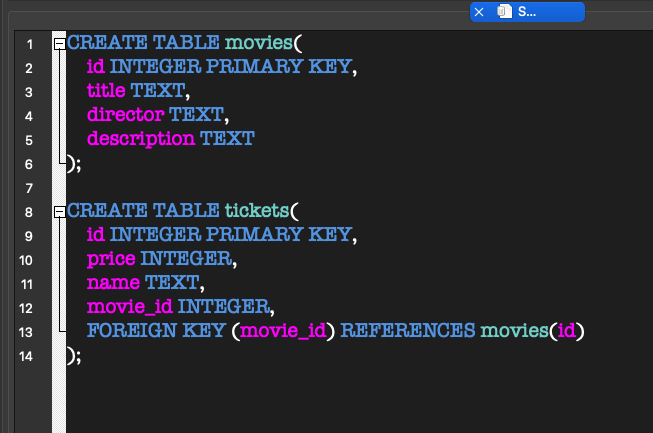 S...
1 CREATE TABLE movies(
2 id INTEGER PRIMARY KEY,
3 title TEXT,
4 director TEXT,
5 description TEXT
6 );
7
8 CREATE TABLE tickets(
9 id INTEGER PRIMARY KEY,
10 price INTEGER,
11 name TEXT,
12 movie_id INTEGER,
13 FOREIGN KEY (movie_id) REFERENCES movies(id)
14 );